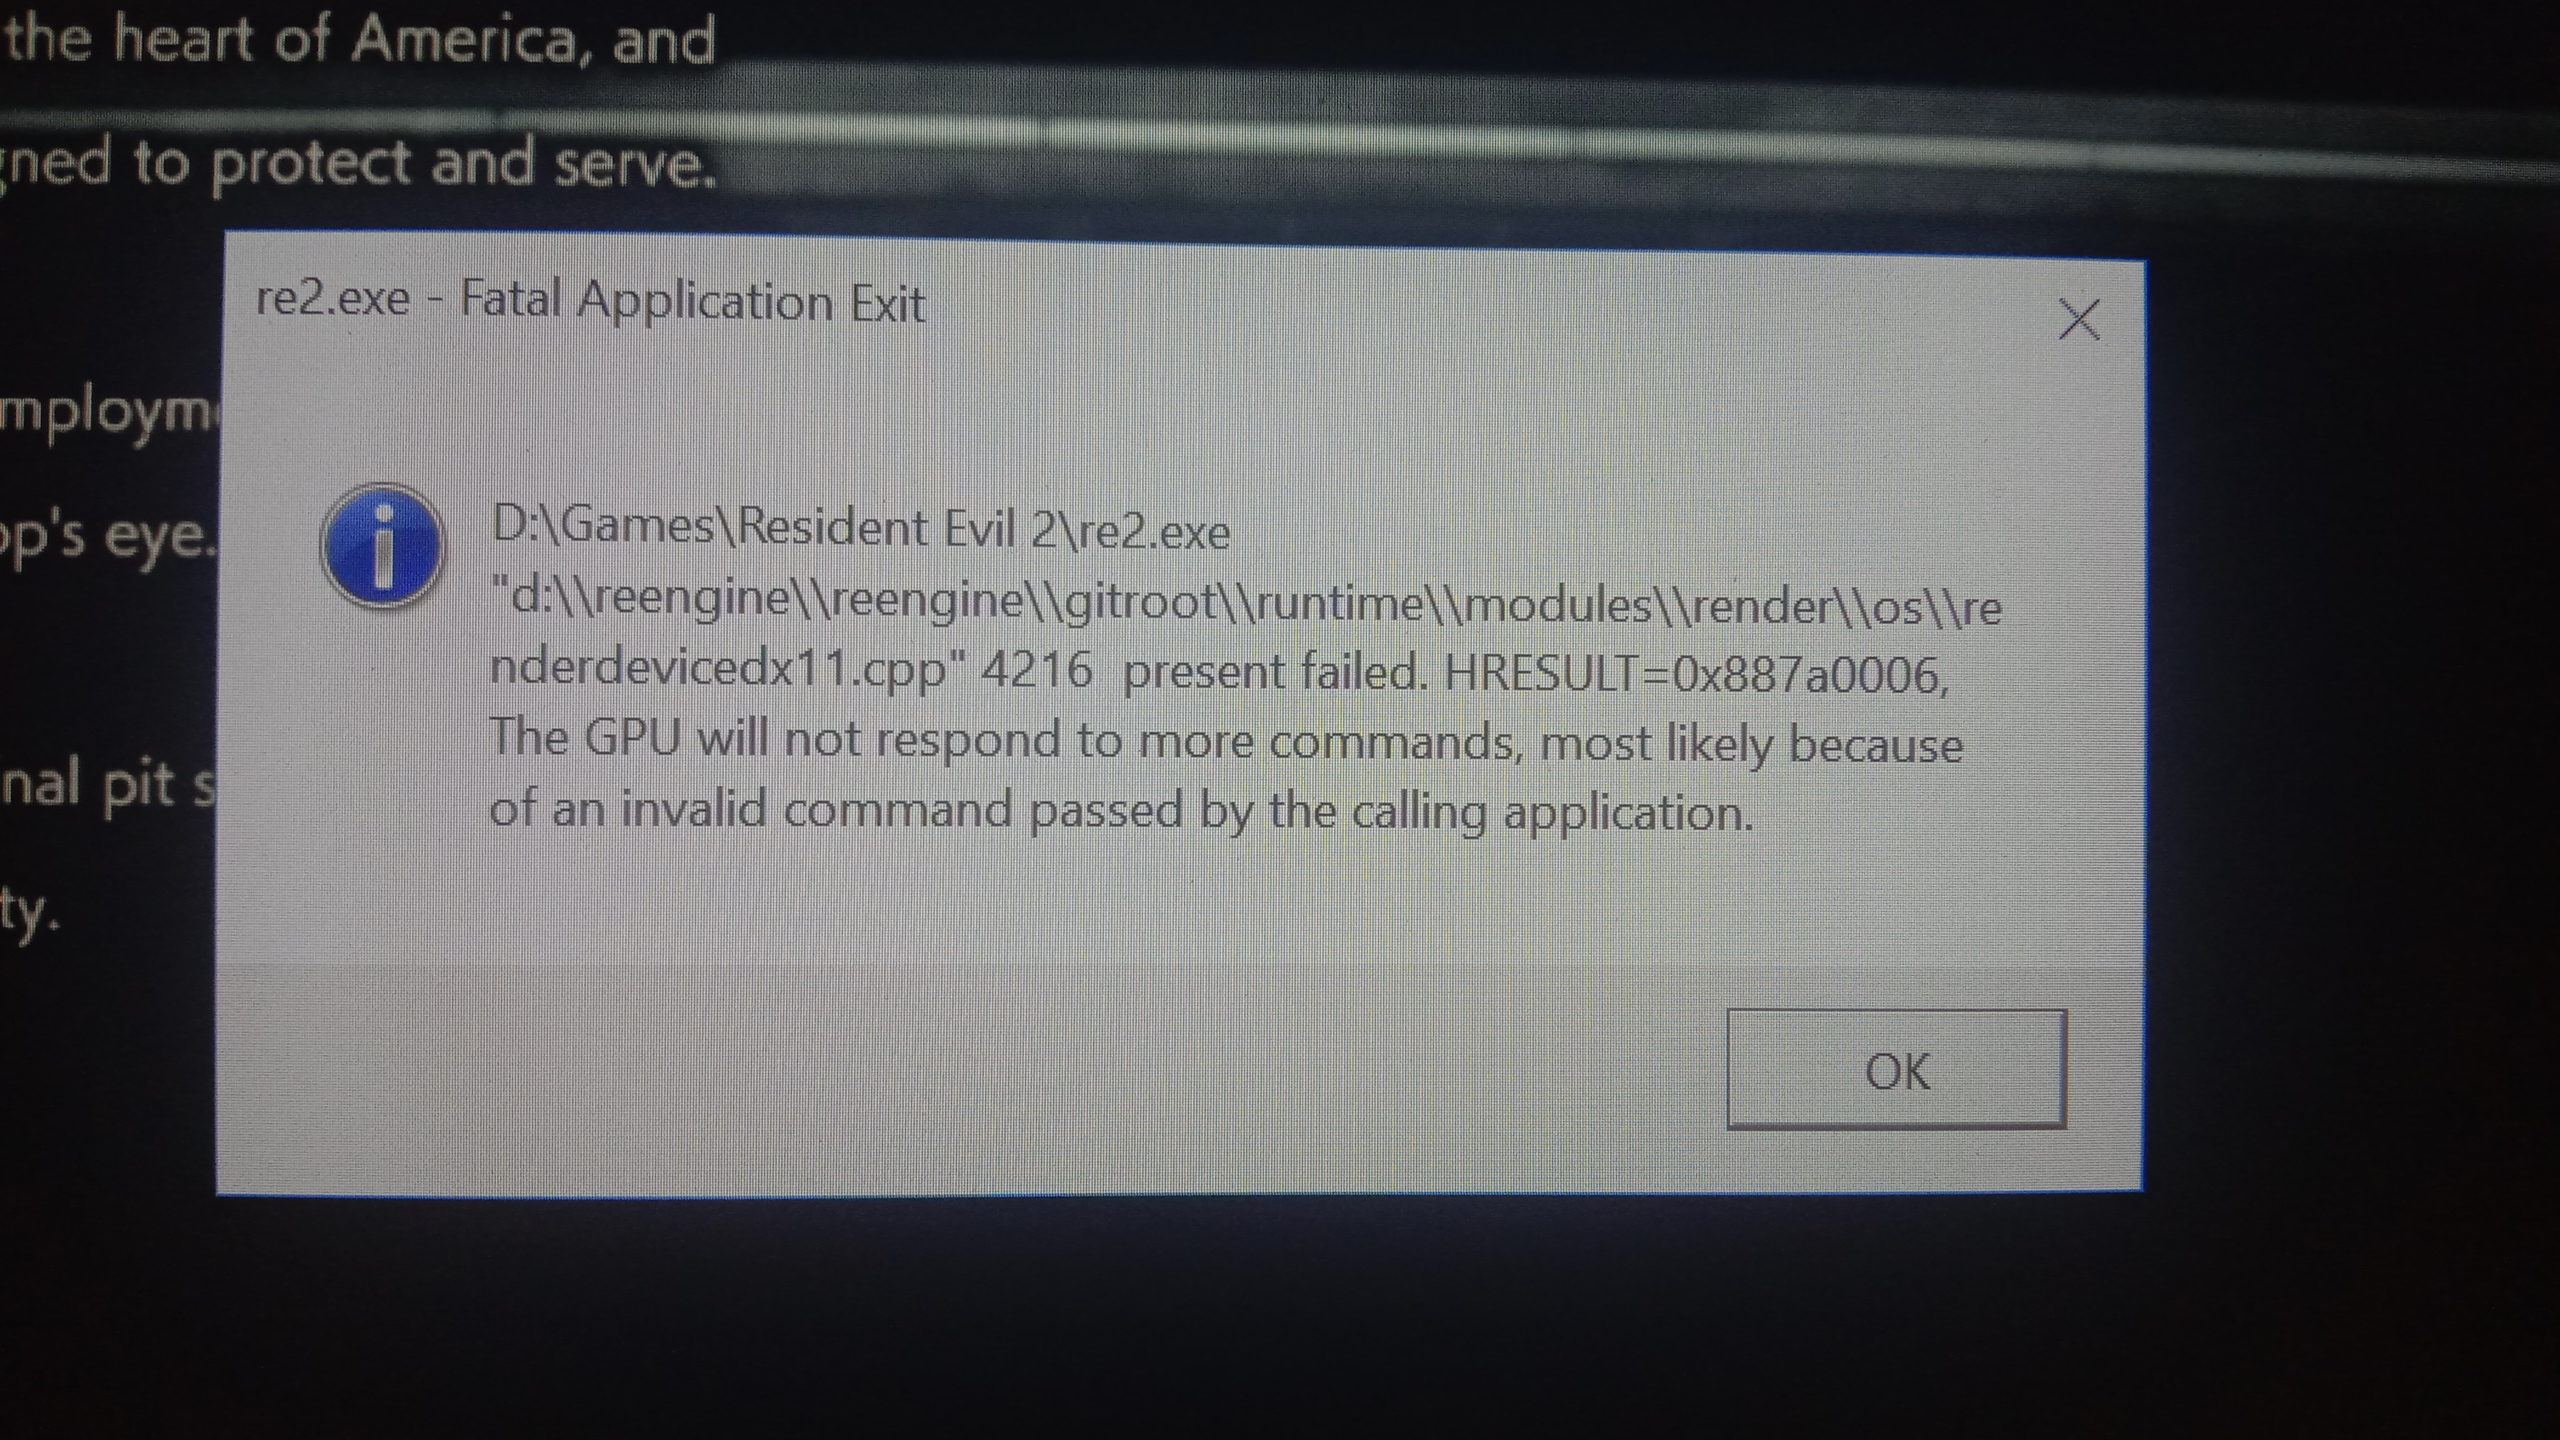 the heart of America, and
gned to protect and serve.
re2.exe - Fatal Application Exit
mployme
op's eye.
D:\Games\Resident Evil 2\re2.exe
"d:\\reengine\\reengine\\gitroot\\runtime\\modules\\render\\os\\re
nderdevicedx11.cpp" 4216  present failed. HRESULT=0x887a0006,
The GPU will not respond to more commands, most likely because
nal pit s
of an invalid command passed by the calling application.
ty.
OK